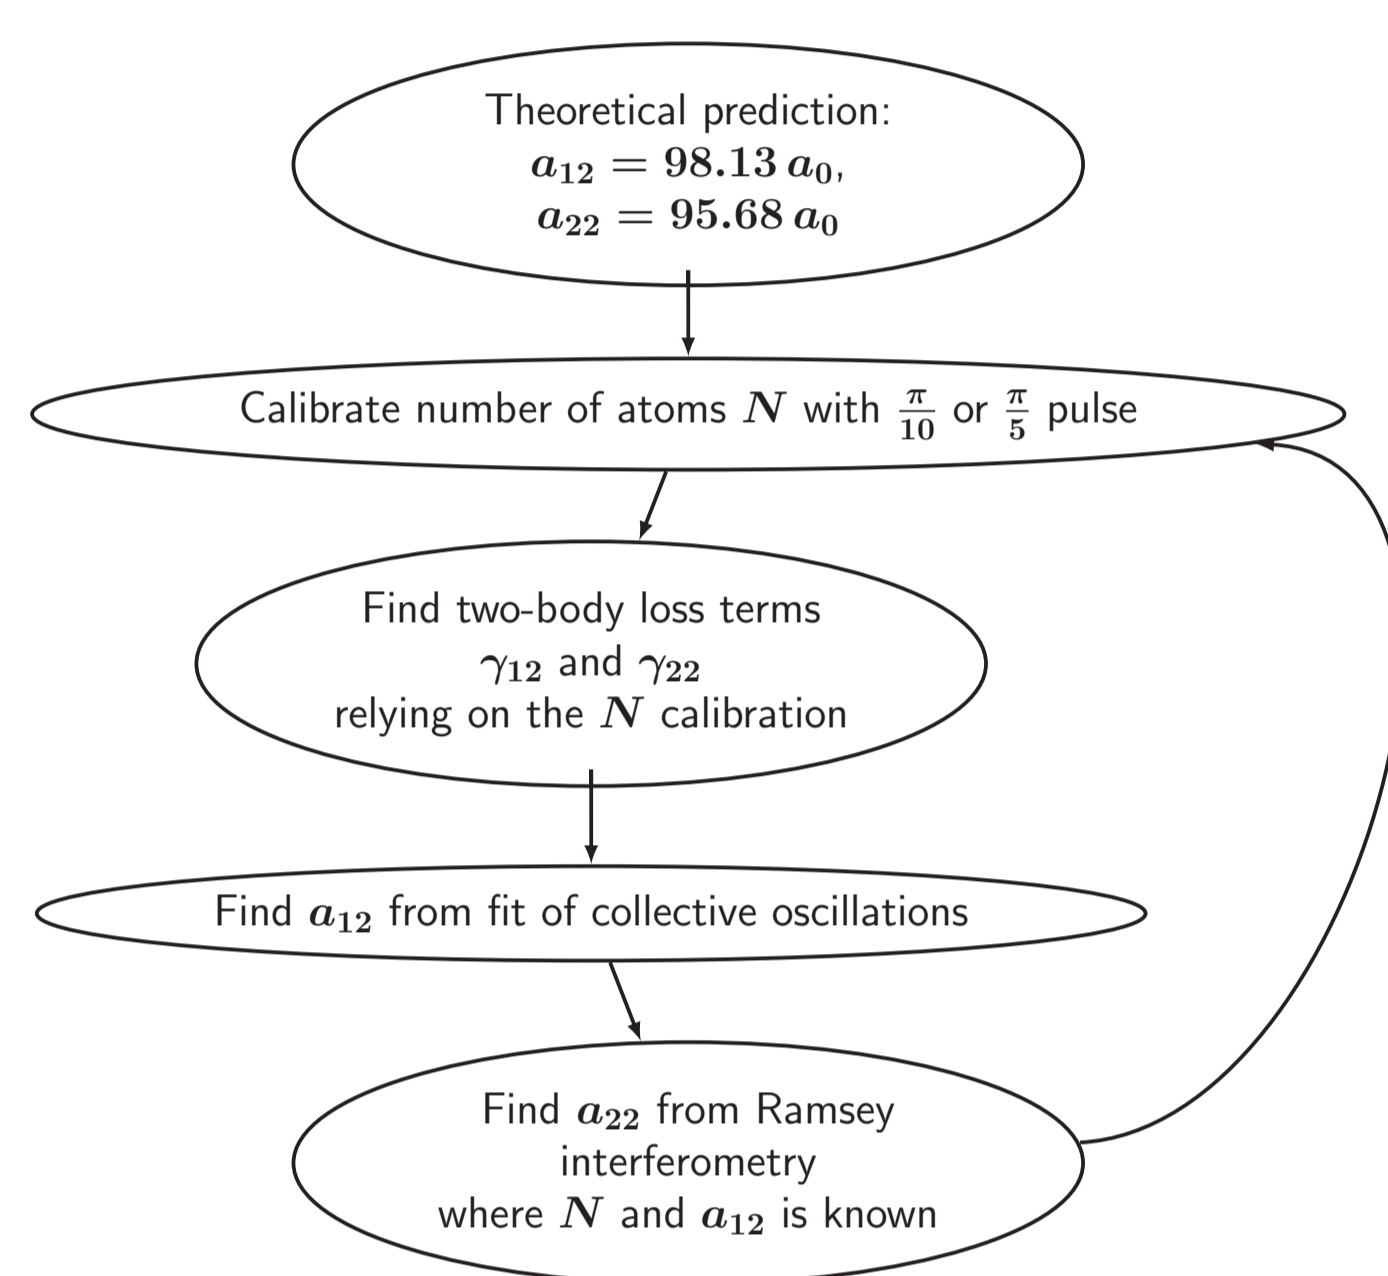 Theoretical prediction:
a₁₂ = 98.13 a₀,
a₂₂ = 95.68 a₀
Calibrate number of atoms N with π/10 or π/5 pulse
Find two-body loss terms
γ₁₂ and γ₂₂
relying on the N calibration
Find a₁₂ from fit of collective oscillations
Find a₂₂ from Ramsey
interferometry
where N and a₁₂ is known